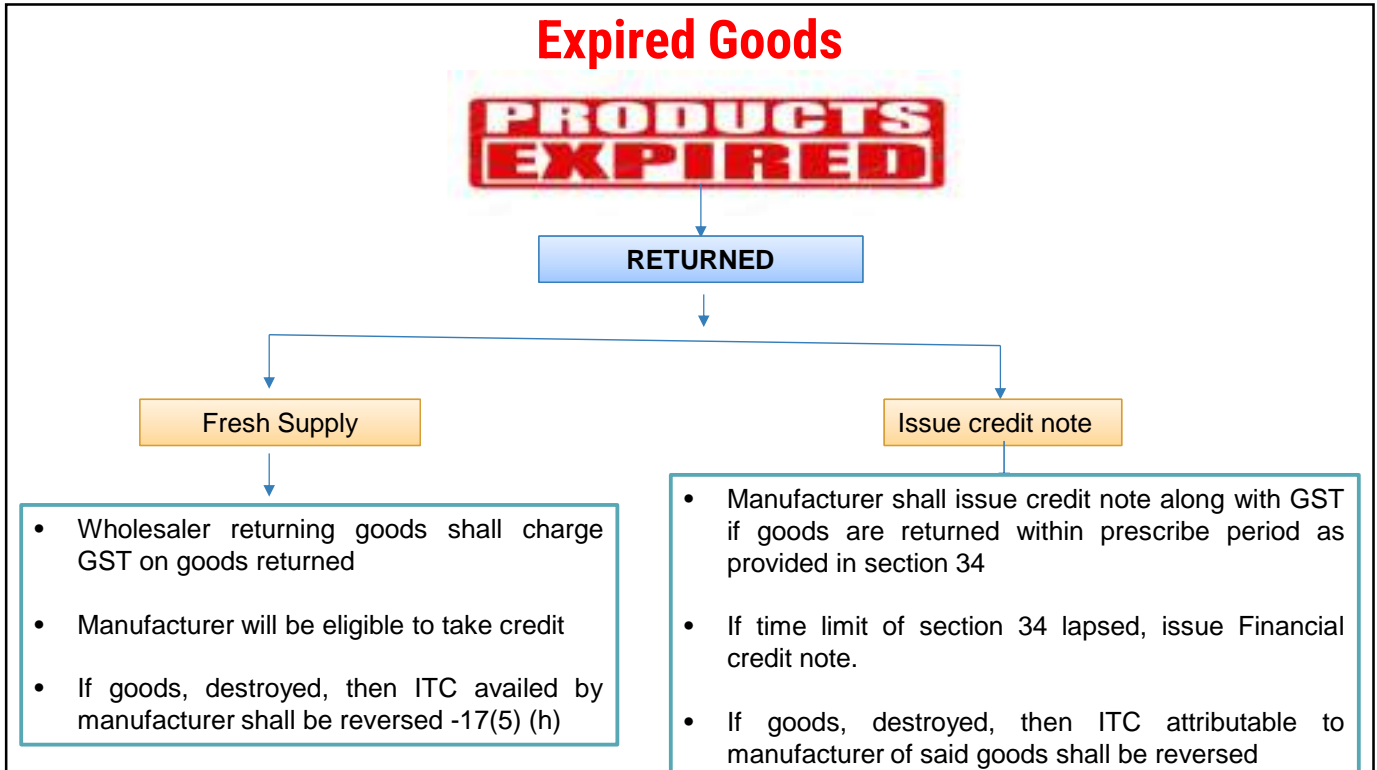 Expired Goods
PRODUCTS
EXPIRED
RETURNED
Fresh Supply
Issue credit note
• Wholesaler returning goods shall charge
GST on goods returned
• Manufacturer will be eligible to take credit
• If goods, destroyed, then ITC availed by
manufacturer shall be reversed -17(5) (h)
• Manufacturer shall issue credit note along with GST
if goods are returned within prescribe period as
provided in section 34
• If time limit of section 34 lapsed, issue Financial
credit note.
• If goods, destroyed, then ITC attributable to
manufacturer of said goods shall be reversed